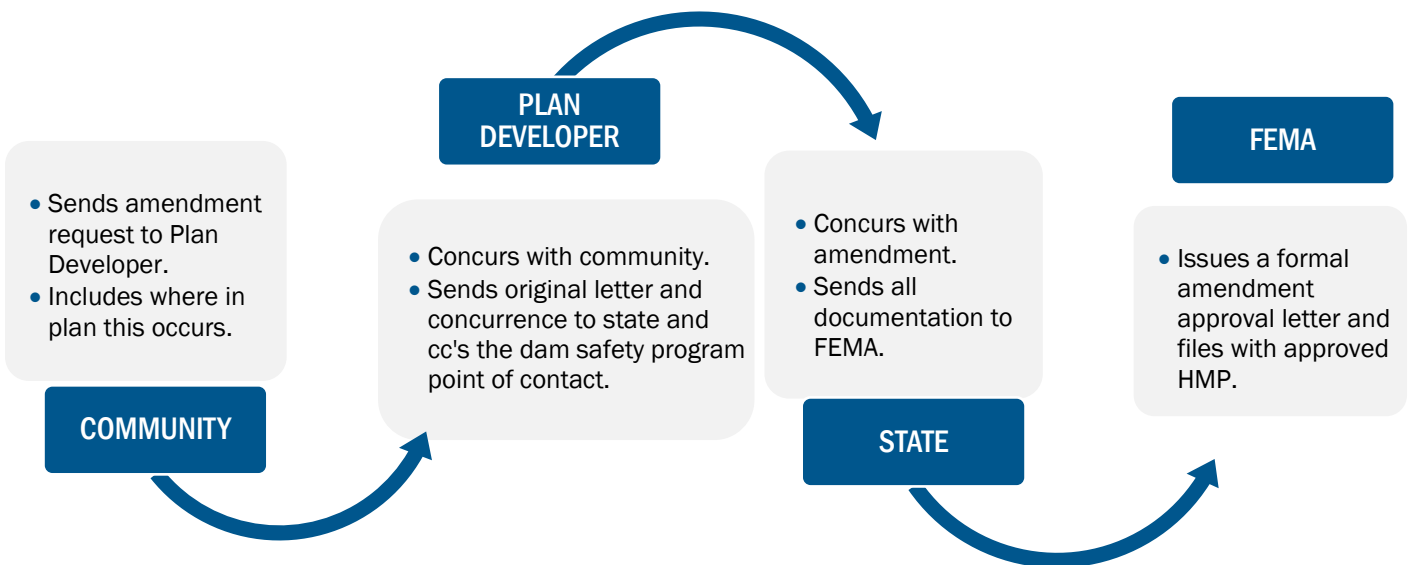 • Sends amendment
request to Plan
Developer.
• Includes where in
plan this occurs.
COMMUNITY
PLAN
DEVELOPER
• Concurs with community.
• Sends original letter and
concurrence to state and
cc's the dam safety program
point of contact.
• Concurs with
amendment.
• Sends all
documentation to
FEMA.
STATE
FEMA
• Issues a formal
amendment
approval letter and
files with approved
HMP.